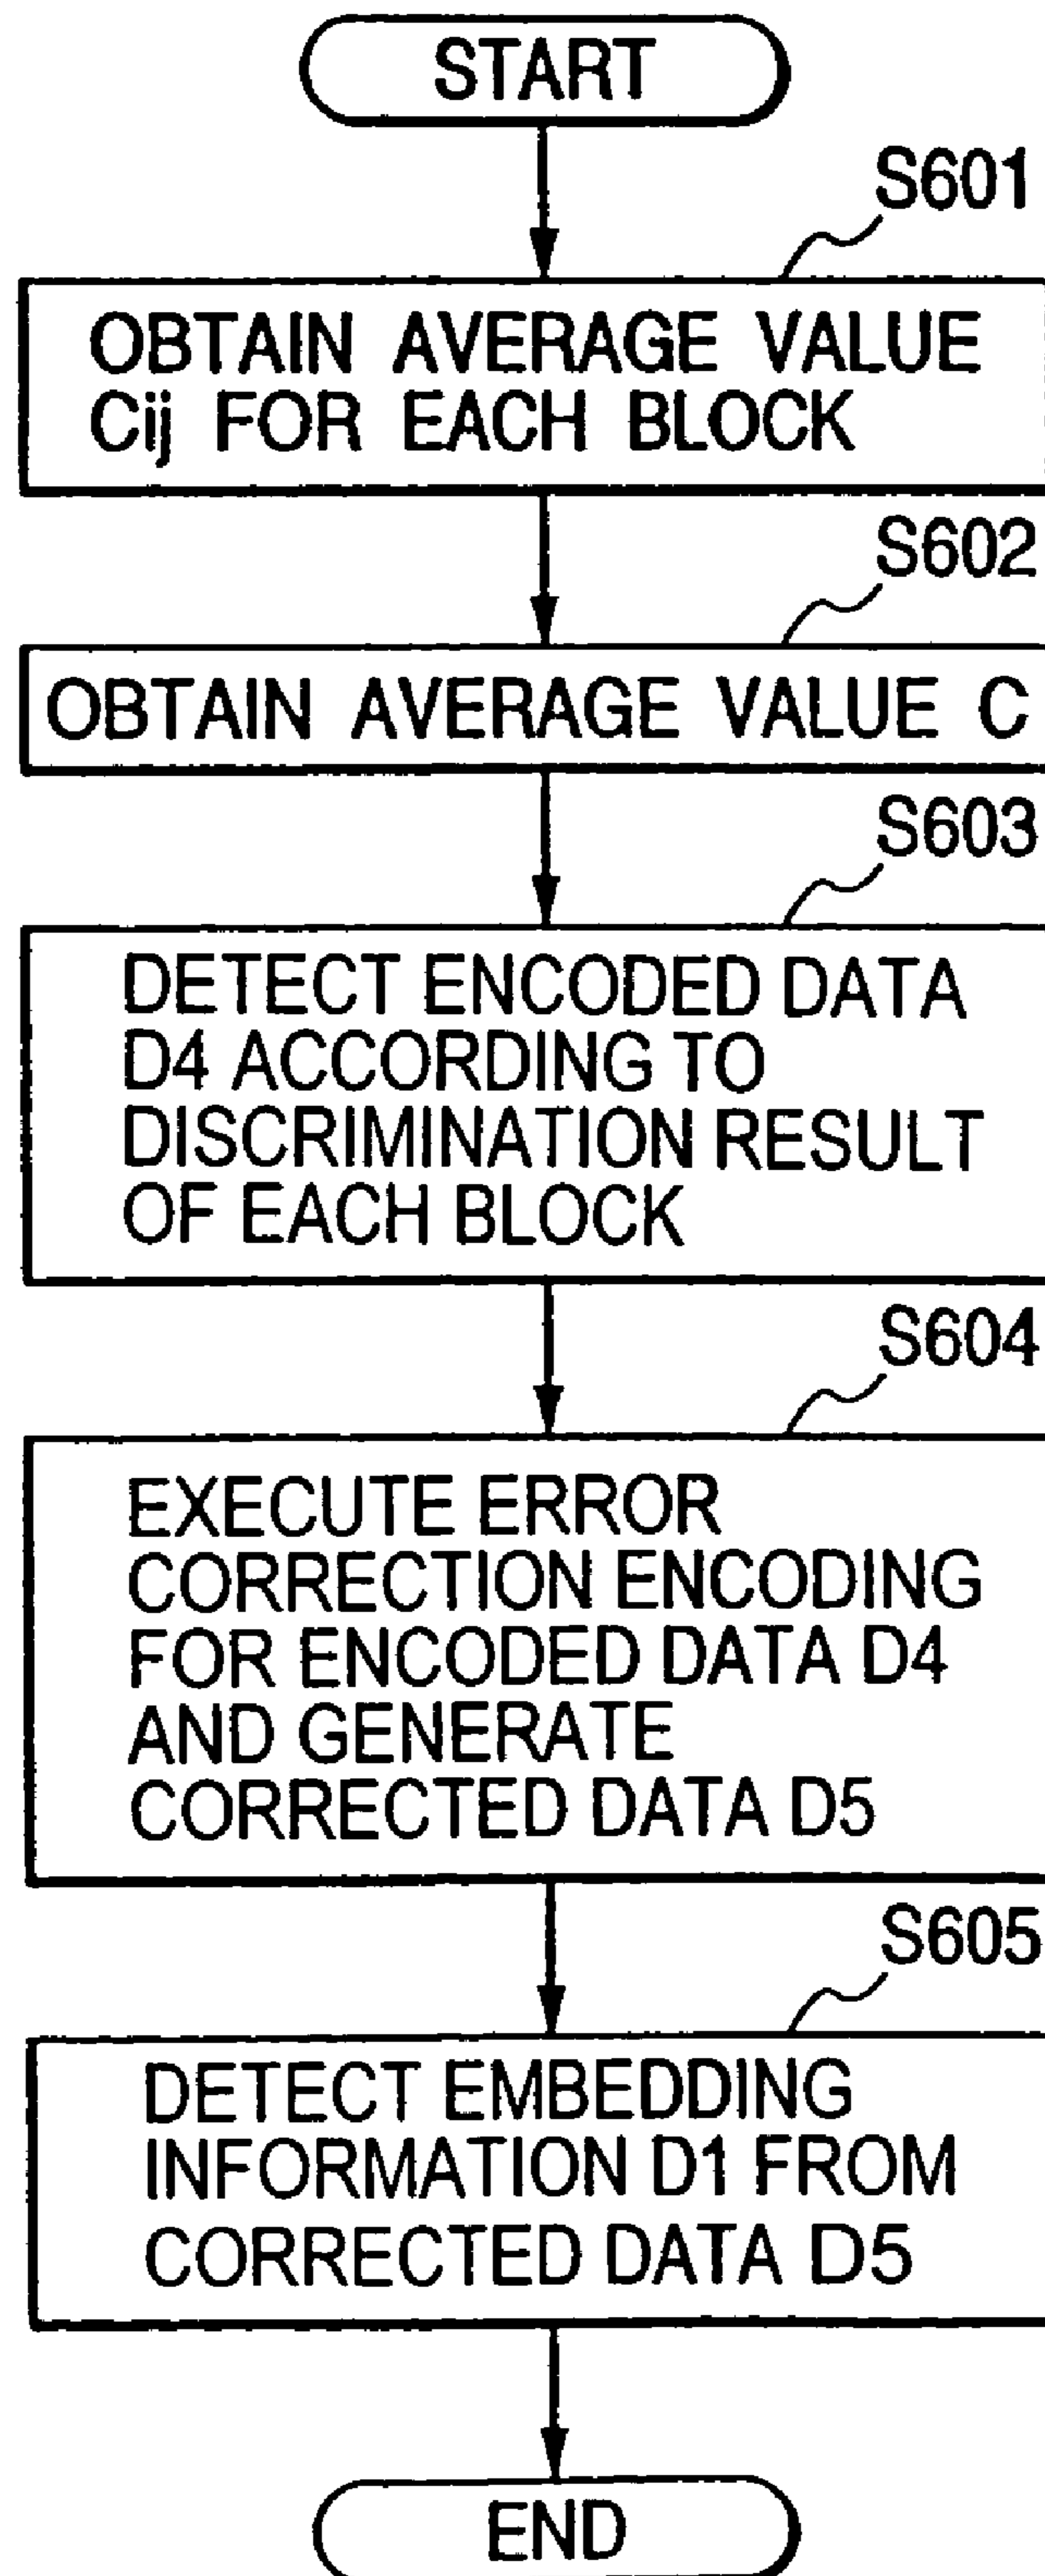 START
S601
OBTAIN AVERAGE VALUE
Cij FOR EACH BLOCK
S602
OBTAIN AVERAGE VALUE C
S603
DETECT ENCODED DATA
D4 ACCORDING TO
DISCRIMINATION RESULT
OF EACH BLOCK
S604
EXECUTE ERROR
CORRECTION ENCODING
FOR ENCODED DATA D4
AND GENERATE
CORRECTED DATA D5
S605
DETECT EMBEDDING
INFORMATION D1 FROM
CORRECTED DATA D5
END